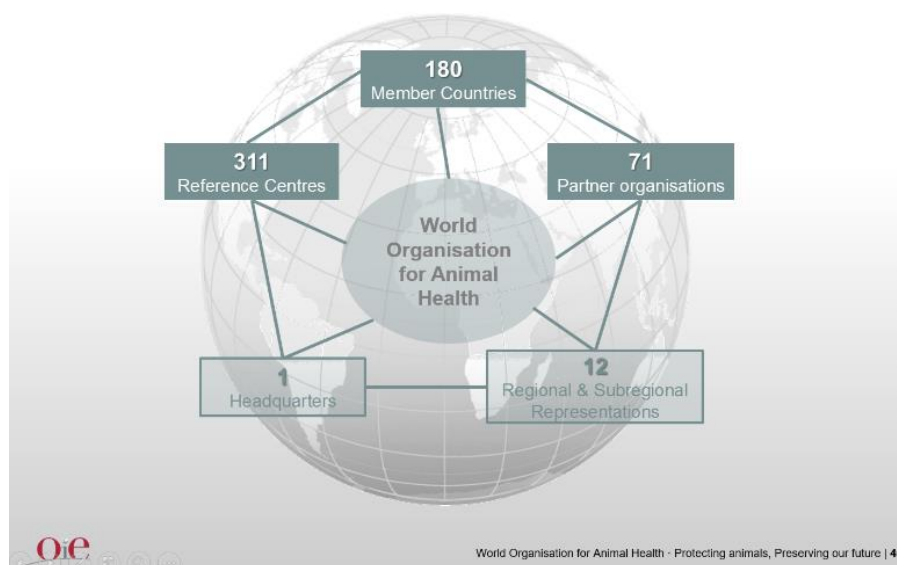 180
Member Countries
311
Reference Centres
71
Partner organisations
World
Organisation
for Animal
Health
1
Headquarters
12
Regional & Subregional
Representations
Oie
World Organisation for Animal Health · Protecting animals, Preserving our future | 4